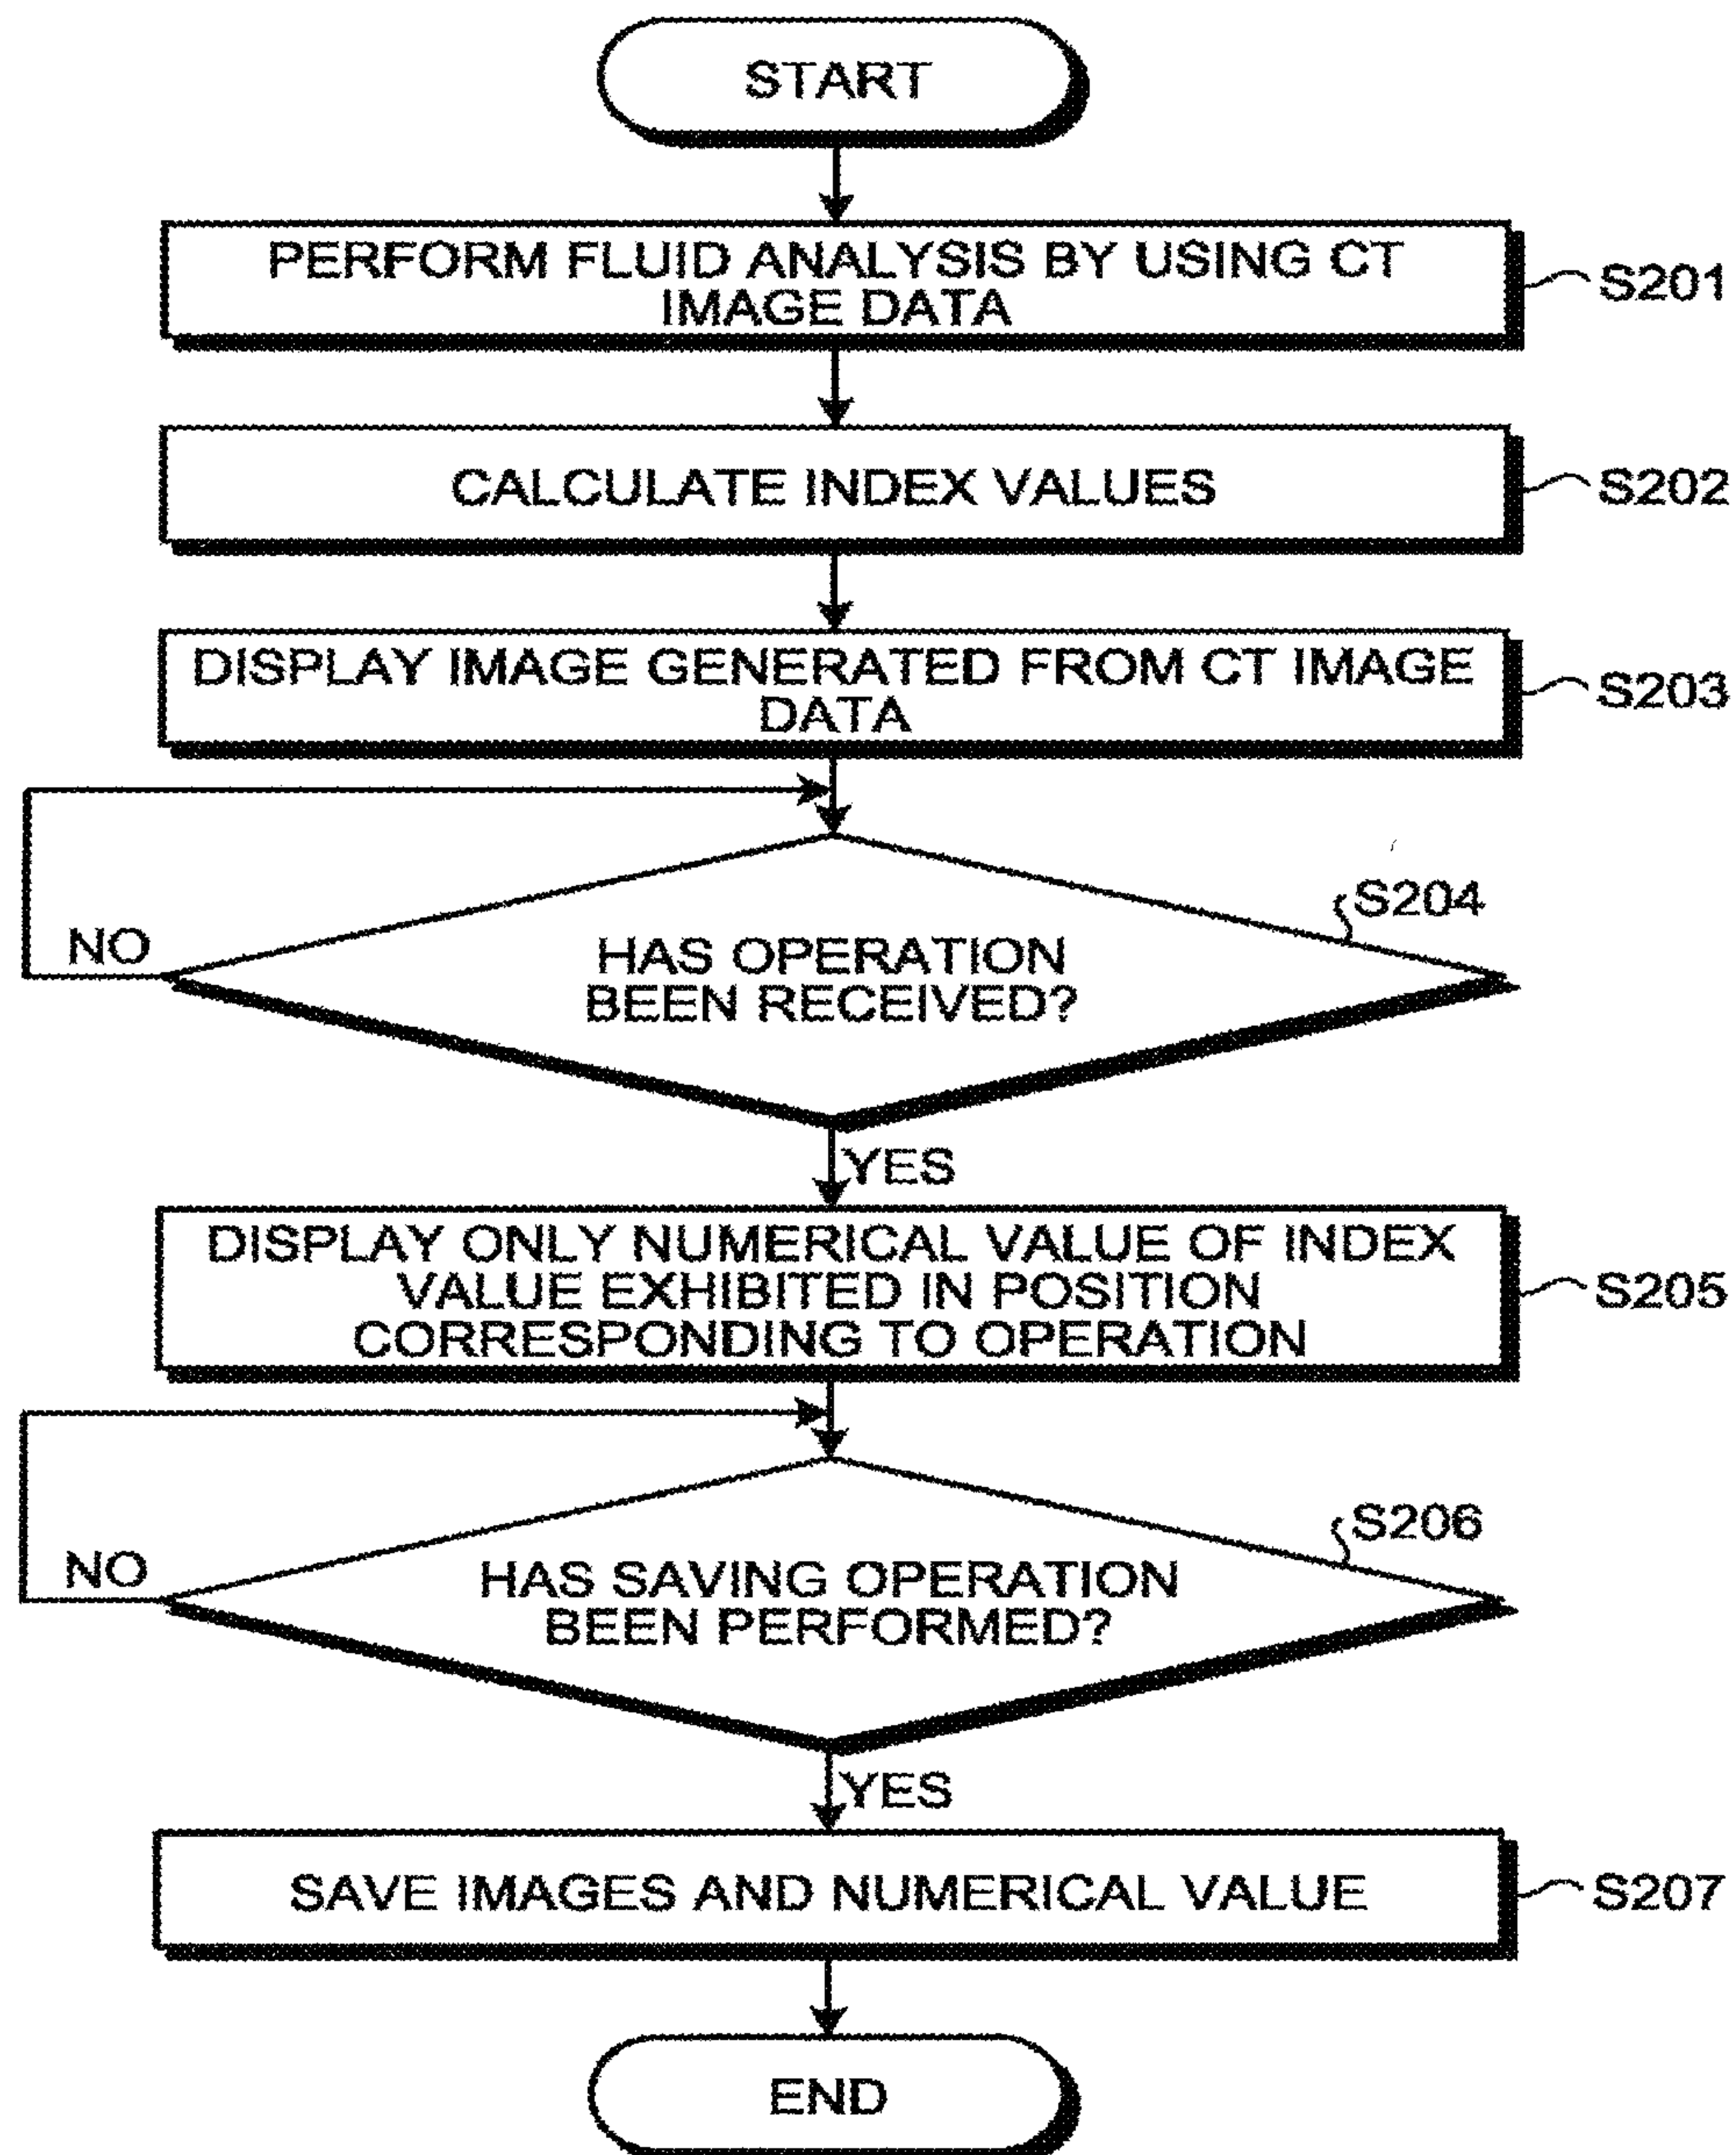 START
PERFORM FLUID ANALYSIS BY USING CT
IMAGE DATA
S201
CALCULATE INDEX VALUES
S202
DISPLAY IMAGE GENERATED FROM CT IMAGE
DATA
S203
S204
NO
HAS OPERATION
BEEN RECEIVED?
YES
DISPLAY ONLY NUMERICAL VALUE OF INDEX
VALUE EXHIBITED IN POSITION
CORRESPONDING TO OPERATION
S205
S206
NO
HAS SAVING OPERATION
BEEN PERFORMED?
YES
SAVE IMAGES AND NUMERICAL VALUE
S207
END